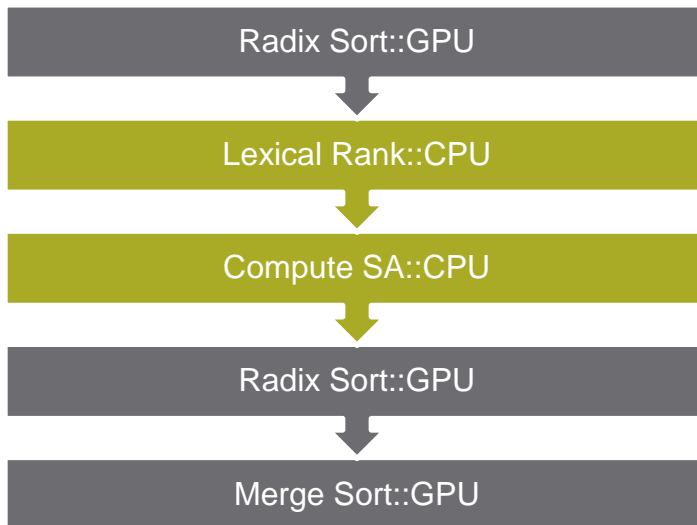 Radix Sort::GPU
Lexical Rank::CPU
Compute SA::CPU
Radix Sort::GPU
Merge Sort::GPU